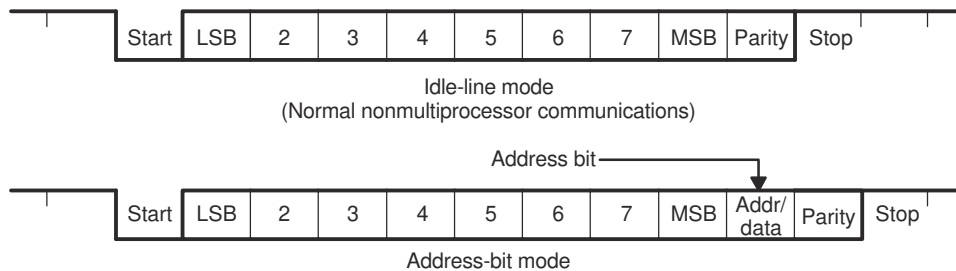 Start LSB 2 3 4 5 6 7 MSB Parity Stop
Idle-line mode
(Normal nonmultiprocessor communications)
Address bit
Start LSB 2 3 4 5 6 7 MSB Addr/ data Parity Stop
Address-bit mode